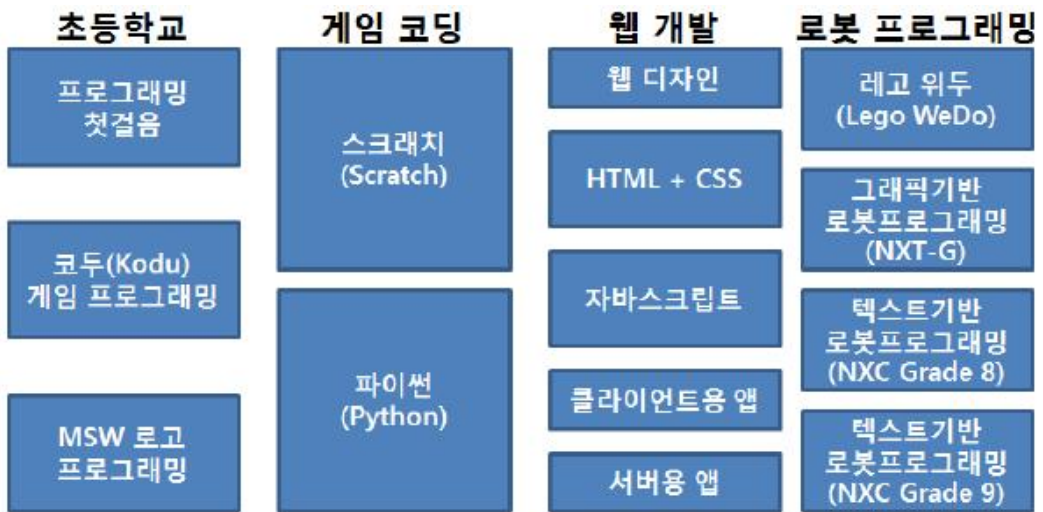 초등학교
프로그래밍
첫걸음
코두(Kodu)
게임 프로그래밍
MSW 로고
프로그래밍
게임 코딩
스크래치
(Scratch)
파이썬
(Python)
웹 개발
웹 디자인
HTML + CSS
자바스크립트
클라이언트용 앱
서버용 앱
로봇 프로그래밍
레고 위두
(Lego WeDo)
그래픽기반
로봇프로그래밍
(NXT-G)
텍스트기반
로봇프로그래밍
(NXC Grade 8)
텍스트기반
로봇프로그래밍
(NXC Grade 9)